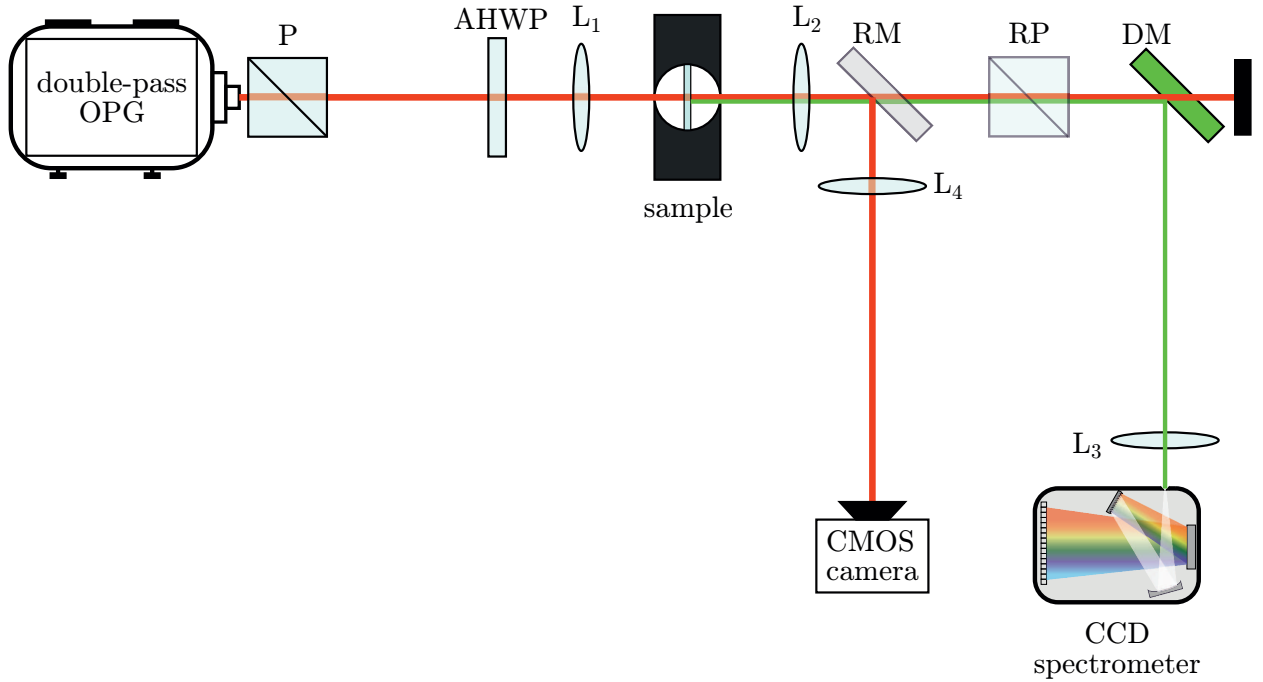 double-pass
OPG
P
AHWP
L₁
sample
L₂
RM
RP
DM
L₄
L₃
CMOS
camera
CCD
spectrometer